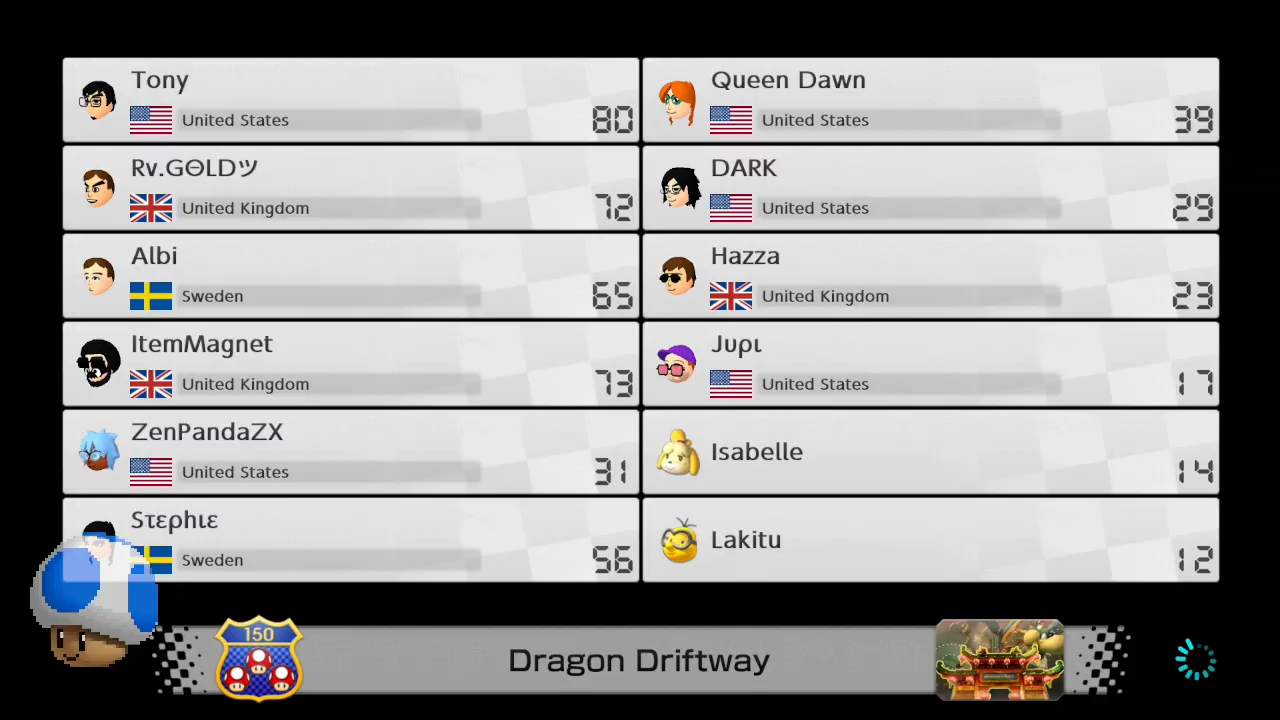 Tony
United States
80
Rv.GΘLDツ
United Kingdom
72
Albi
Sweden
65
ItemMagnet
United Kingdom
73
ZenPandaZX
United States
31
Sτερhιε
Sweden
56
Queen Dawn
United States
39
DARK
United States
29
Hazza
United Kingdom
23
Jυρι
United States
17
Isabelle
14
Lakitu
12
150
Dragon Driftway